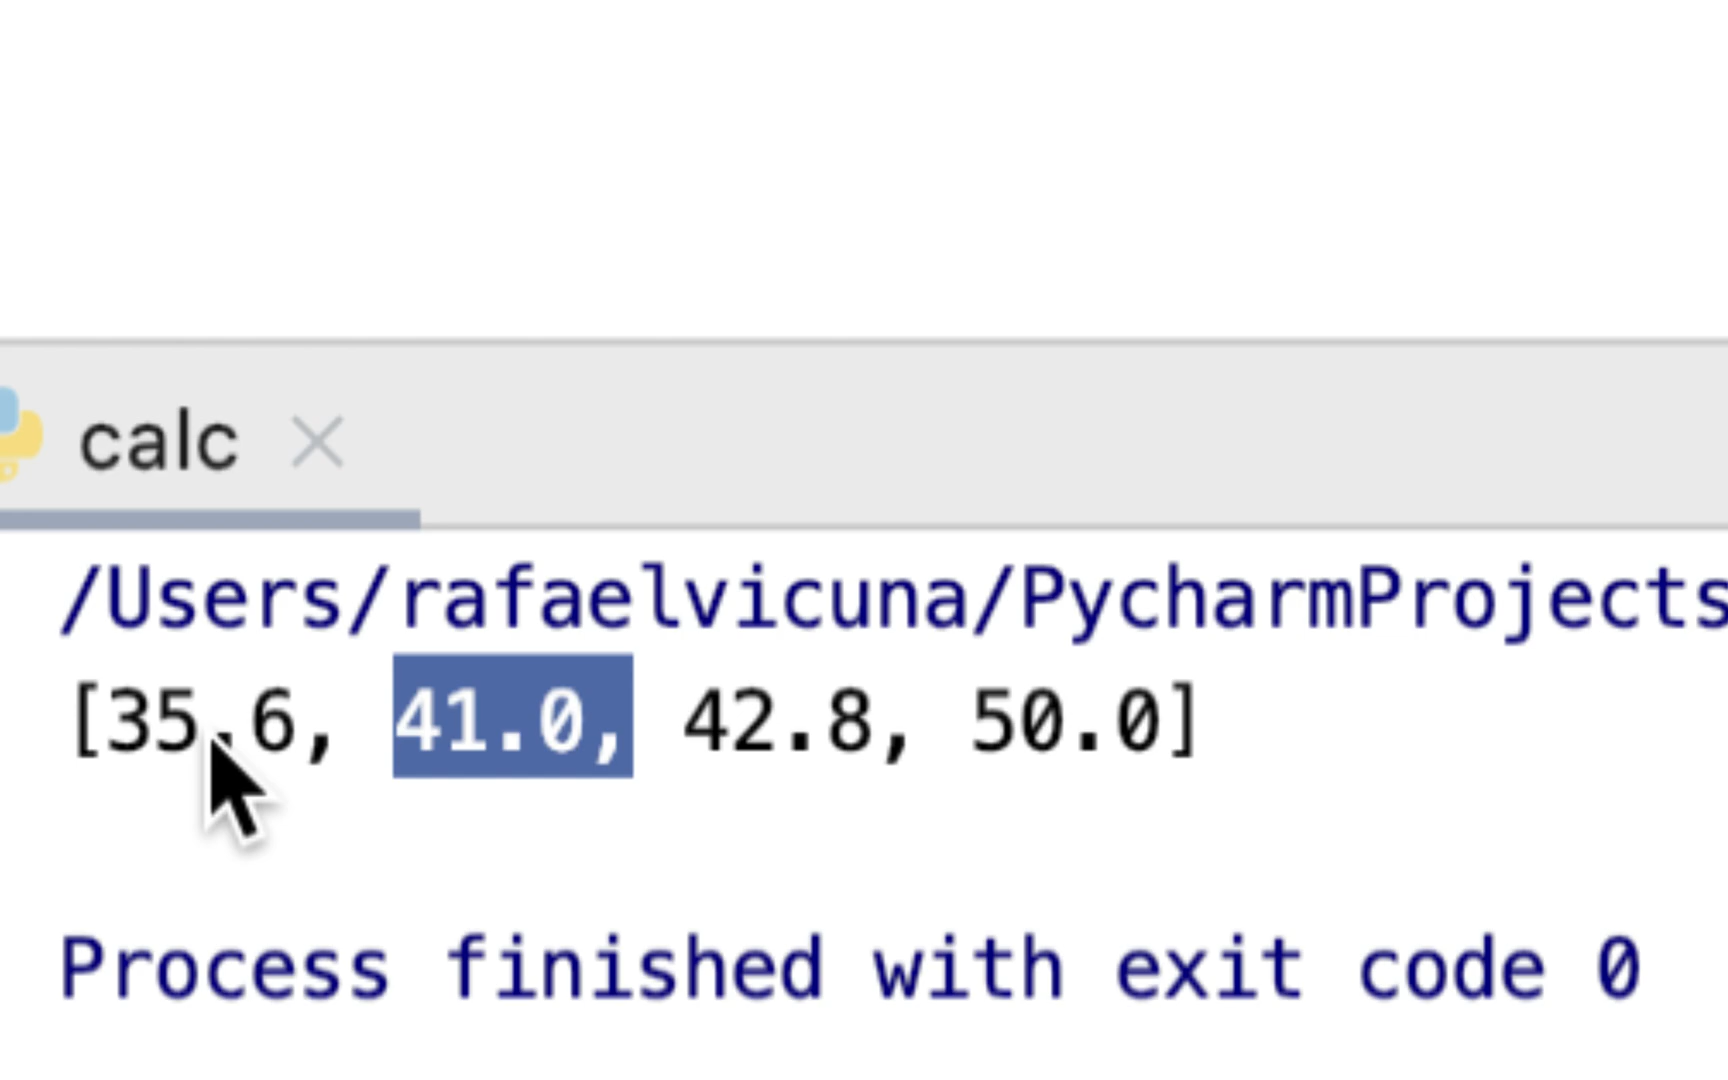 calc
/Users/rafaelvicuna/PycharmProjects
[35.6, 41.0, 42.8, 50.0]
Process finished with exit code 0